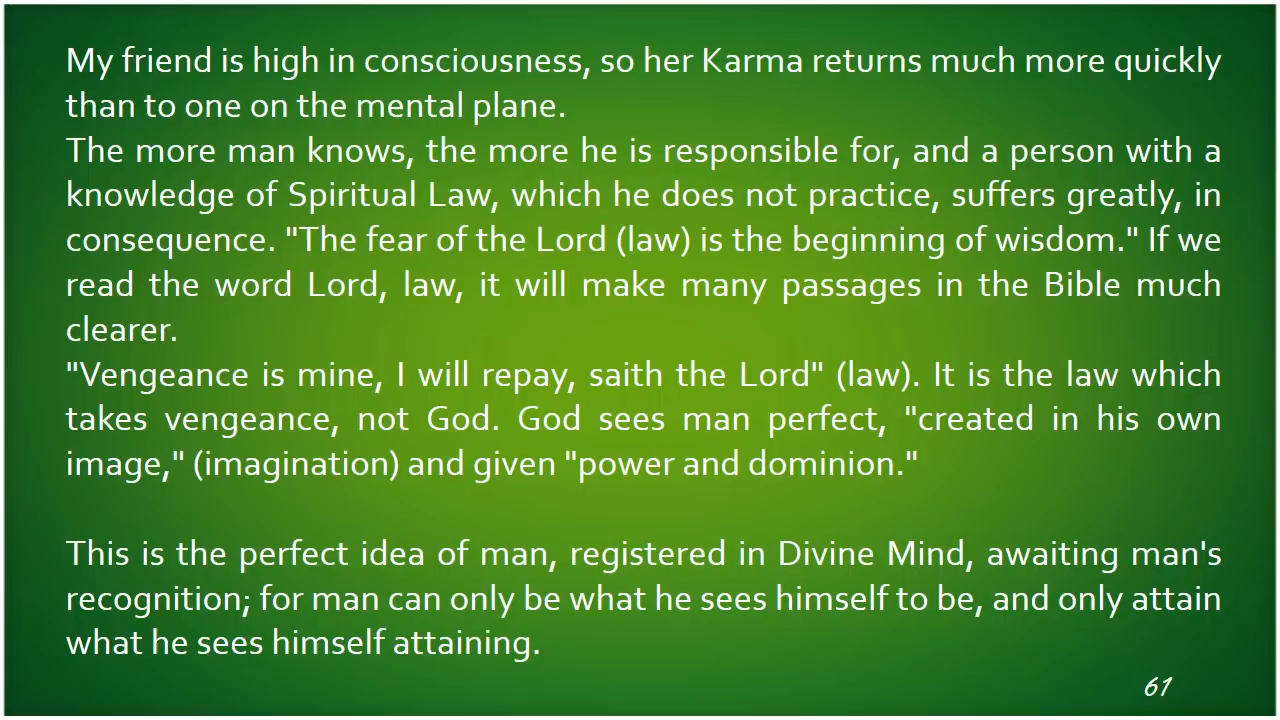 My friend is high in consciousness, so her Karma returns much more quickly
than to one on the mental plane.
The more man knows, the more he is responsible for, and a person with a
knowledge of Spiritual Law, which he does not practice, suffers greatly, in
consequence. "The fear of the Lord (law) is the beginning of wisdom." If we
read the word Lord, law, it will make many passages in the Bible much
clearer.
"Vengeance is mine, I will repay, saith the Lord" (law). It is the law which
takes vengeance, not God. God sees man perfect, "created in his own
image," (imagination) and given "power and dominion."
This is the perfect idea of man, registered in Divine Mind, awaiting man's
recognition; for man can only be what he sees himself to be, and only attain
what he sees himself attaining.
61